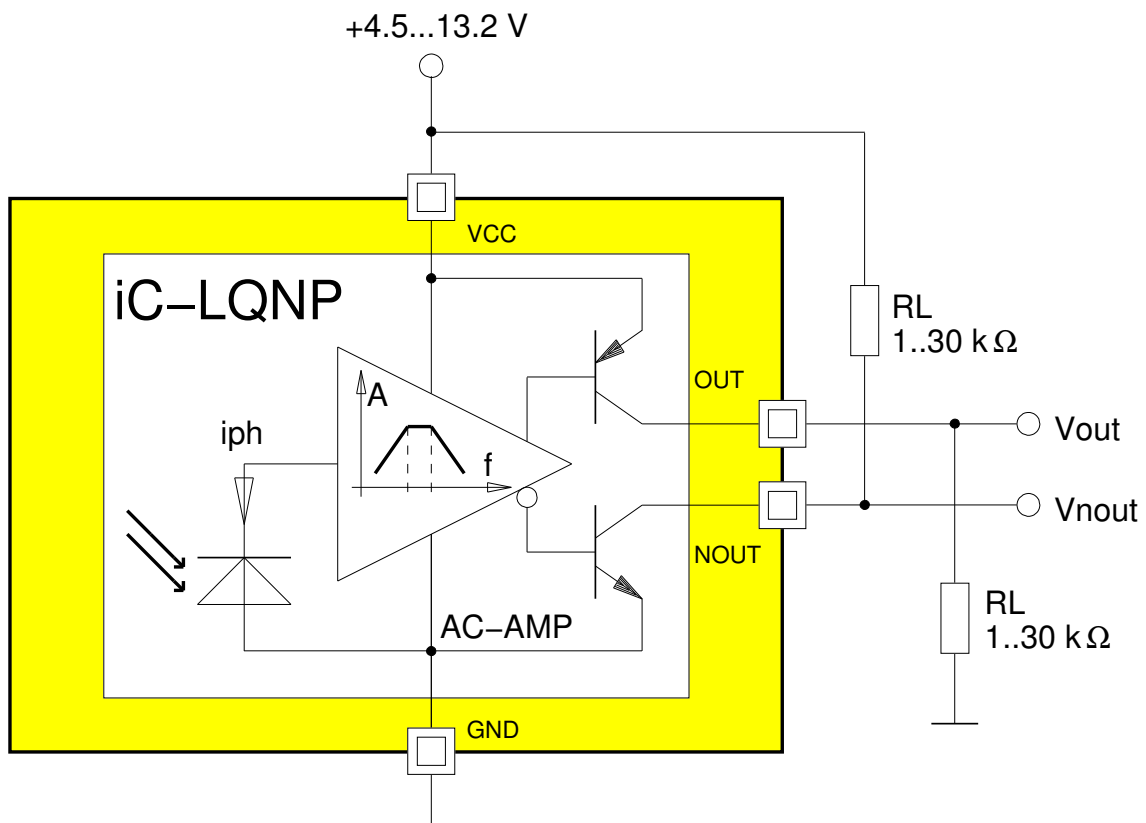 +4.5...13.2 V
VCC
iC–LQNP
RL
1..30 kΩ
OUT
A
iph
f
Vout
Vnout
NOUT
RL
1..30 kΩ
AC–AMP
GND